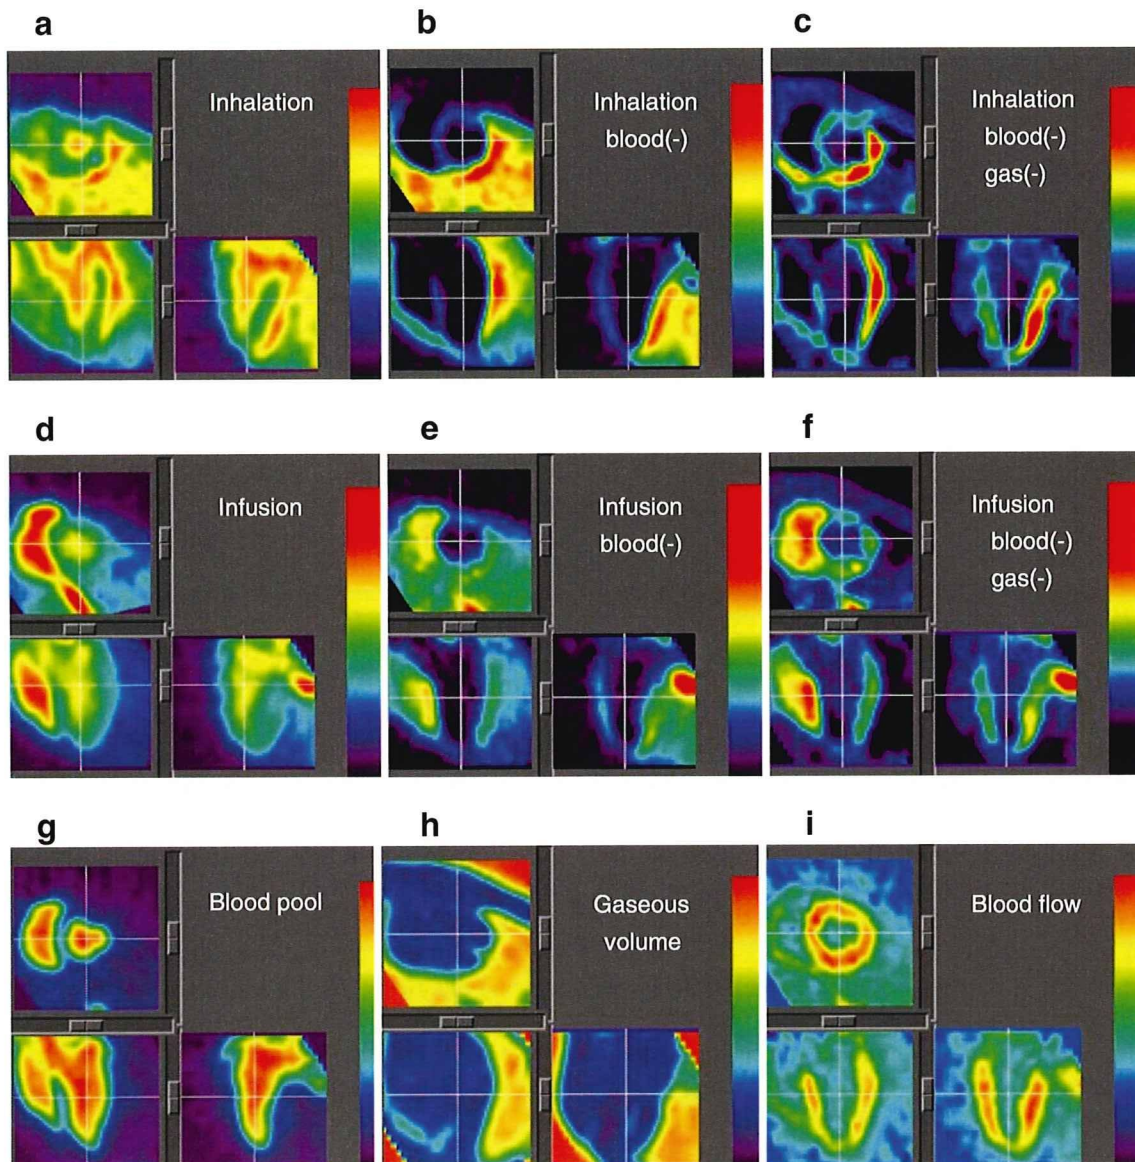 a
Inhalation
b
Inhalation
blood(-)
c
Inhalation
blood(-)
gas(-)
d
Infusion
e
Infusion
blood(-)
f
Infusion
blood(-)
gas(-)
g
Blood pool
h
Gaseous
volume
i
Blood flow